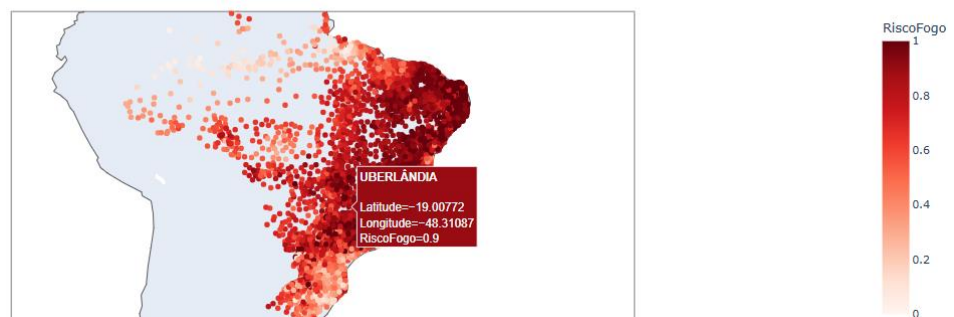 RiscoFogo
1
0.8
0.6
0.4
0.2
0
UBERLÂNDIA
Latitude=−19.00772
Longitude=−48.31087
RiscoFogo=0.9